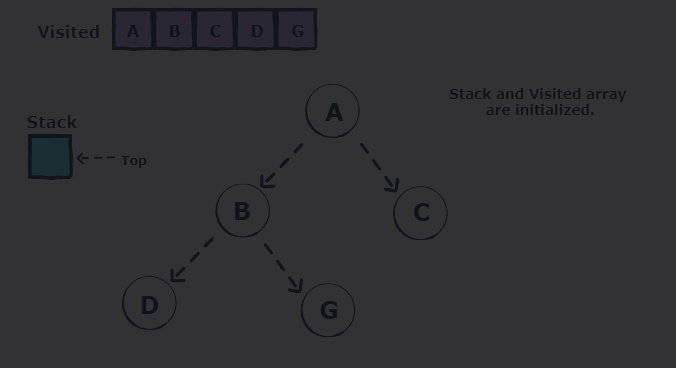 Visited A B C D G
Stack and Visited array
are initialized.
Stack
Top
A
B
C
D
G